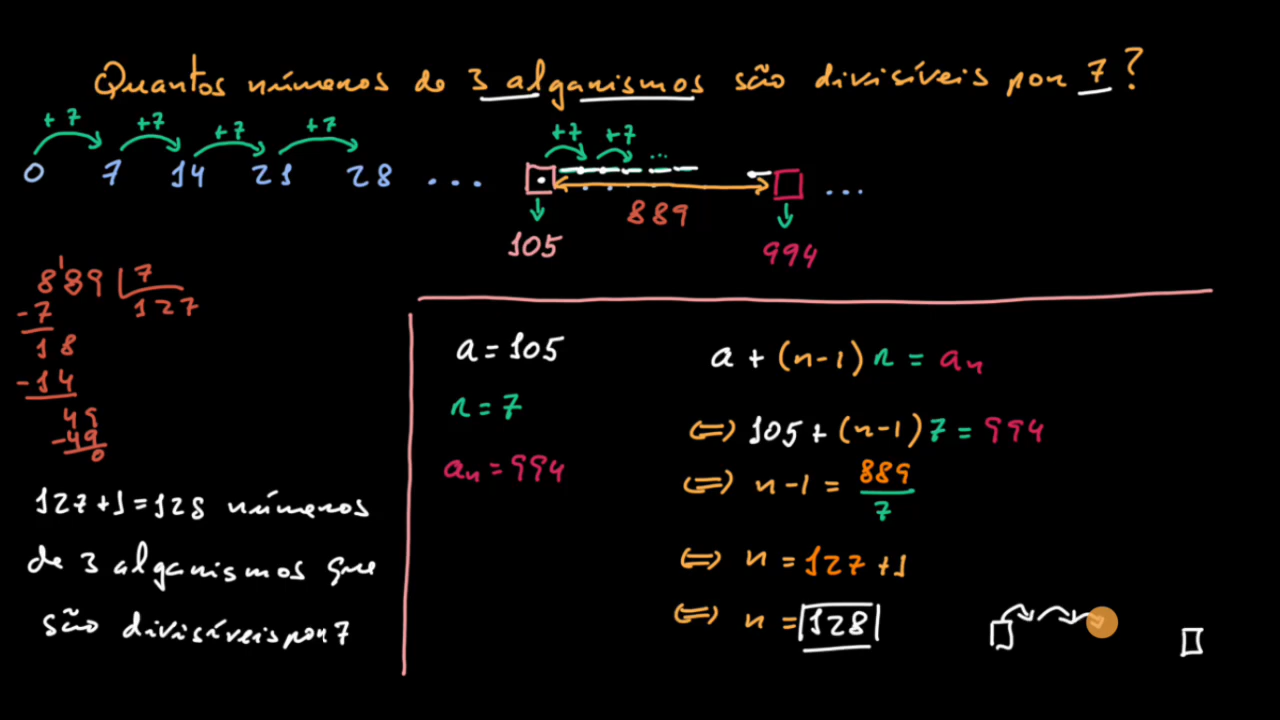 Quantos números de 3 algarismos são divisíveis por 7?
+7 +7 +7 +7 +7 +7 ...
0 7 14 21 28 ... ...
889
105 994
889 7
-7 127
18
-14
49
-49
0
127+1=128 números
de 3 algarismos que
são divisíveis por 7
a=105
r=7
an=994
a+(n-1)r=an
⇔ 105+(n-1)7=994
⇔ n-1=889/7
⇔ n=127+1
⇔ n=128